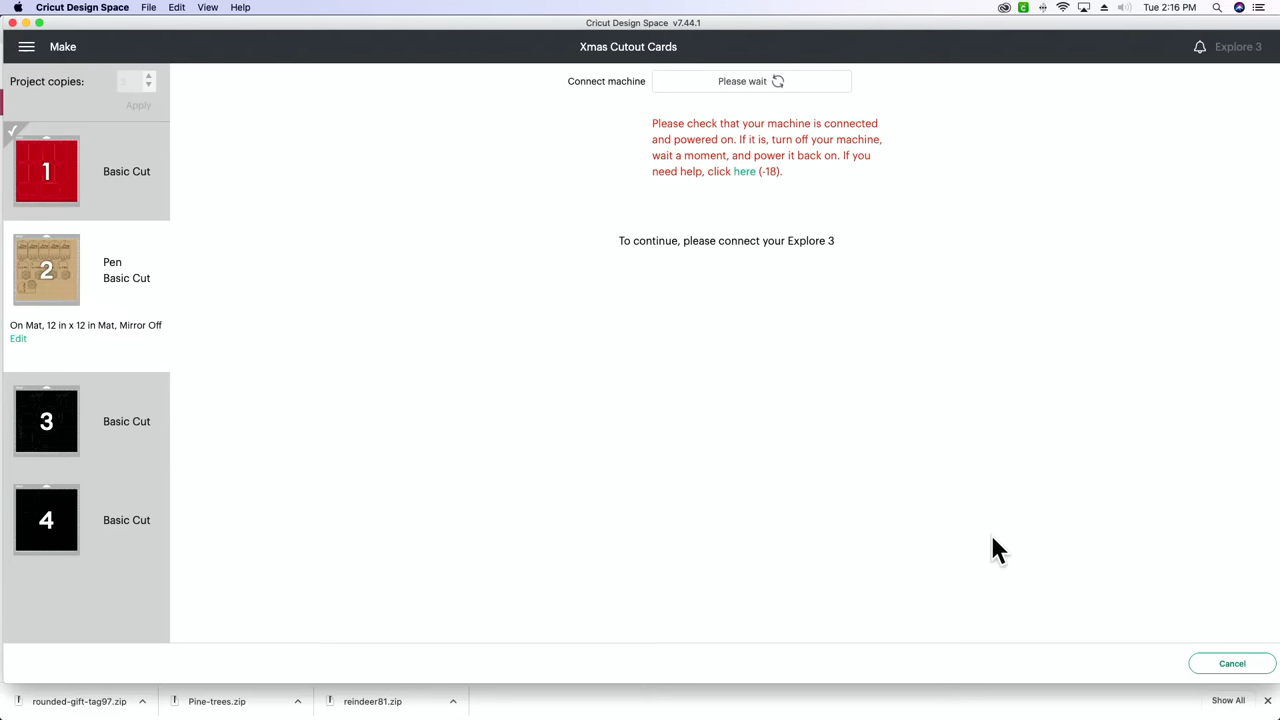 Cricut Design Space File Edit View Help
Tue 2:16 PM
Cricut Design Space v7.44.1
Make
Xmas Cutout Cards
Explore 3
Project copies:
Apply
Connect machine
Please wait
Please check that your machine is connected
and powered on. If it is, turn off your machine,
wait a moment, and power it back on. If you
need help, click here (-18).
To continue, please connect your Explore 3
1
Basic Cut
2
Pen
Basic Cut
On Mat, 12 in x 12 in Mat, Mirror Off
Edit
3
Basic Cut
4
Basic Cut
Cancel
rounded-gift-tag97.zip
Pine-trees.zip
reindeer81.zip
Show All